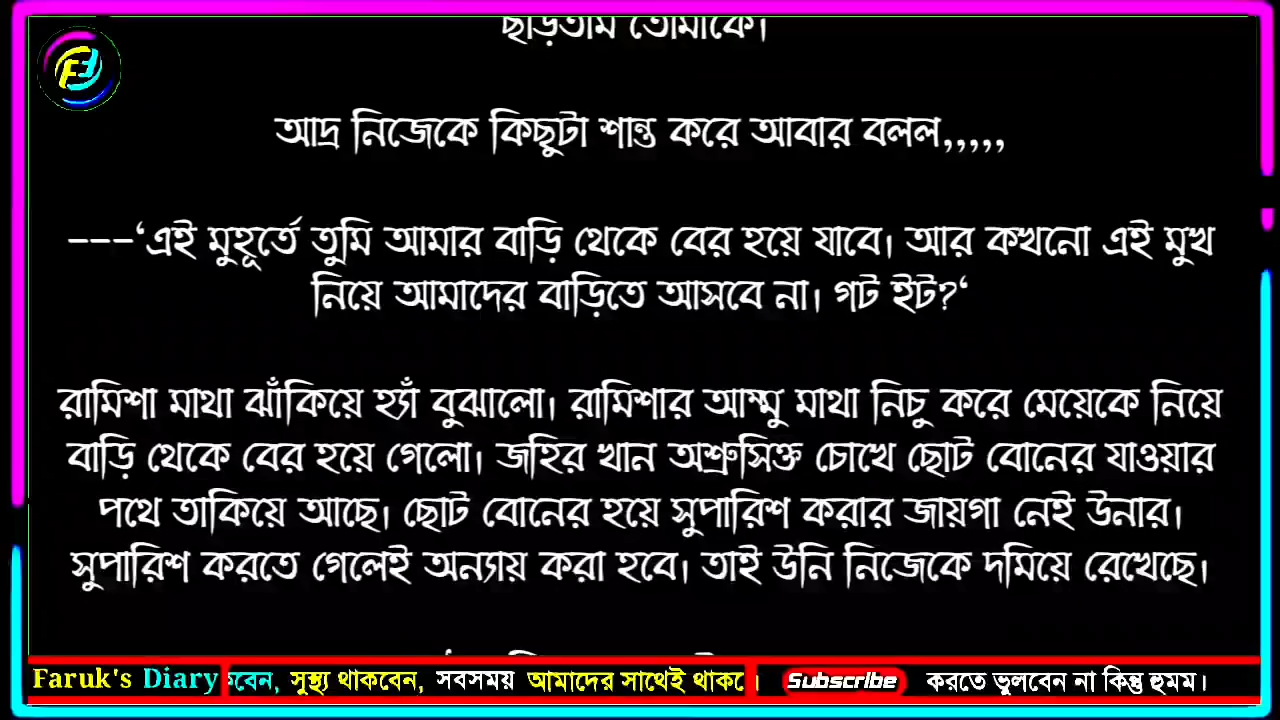 ছাড়তাম তোমাকে।
আদ্র নিজেকে কিছুটা শান্ত করে আবার বলল,,,,,
---‘এই মুহূর্তে তুমি আমার বাড়ি থেকে বের হয়ে যাবে। আর কখনো এই মুখ
নিয়ে আমাদের বাড়িতে আসবে না। গট ইট?‘
রামিশা মাথা ঝাঁকিয়ে হ্যাঁ বুঝালো। রামিশার আম্মু মাথা নিচু করে মেয়েকে নিয়ে
বাড়ি থেকে বের হয়ে গেলো। জহির খান অশ্রুসিক্ত চোখে ছোট বোনের যাওয়ার
পথে তাকিয়ে আছে। ছোট বোনের হয়ে সুপারিশ করার জায়গা নেই উনার।
সুপারিশ করতে গেলেই অন্যায় করা হবে। তাই উনি নিজেকে দমিয়ে রেখেছে।
Faruk's Diary কবেন, সুস্থ্য থাকবেন, সবসময় আমাদের সাথেই থাকবে । Subscribe করতে ভুলবেন না কিন্তু হুমম।